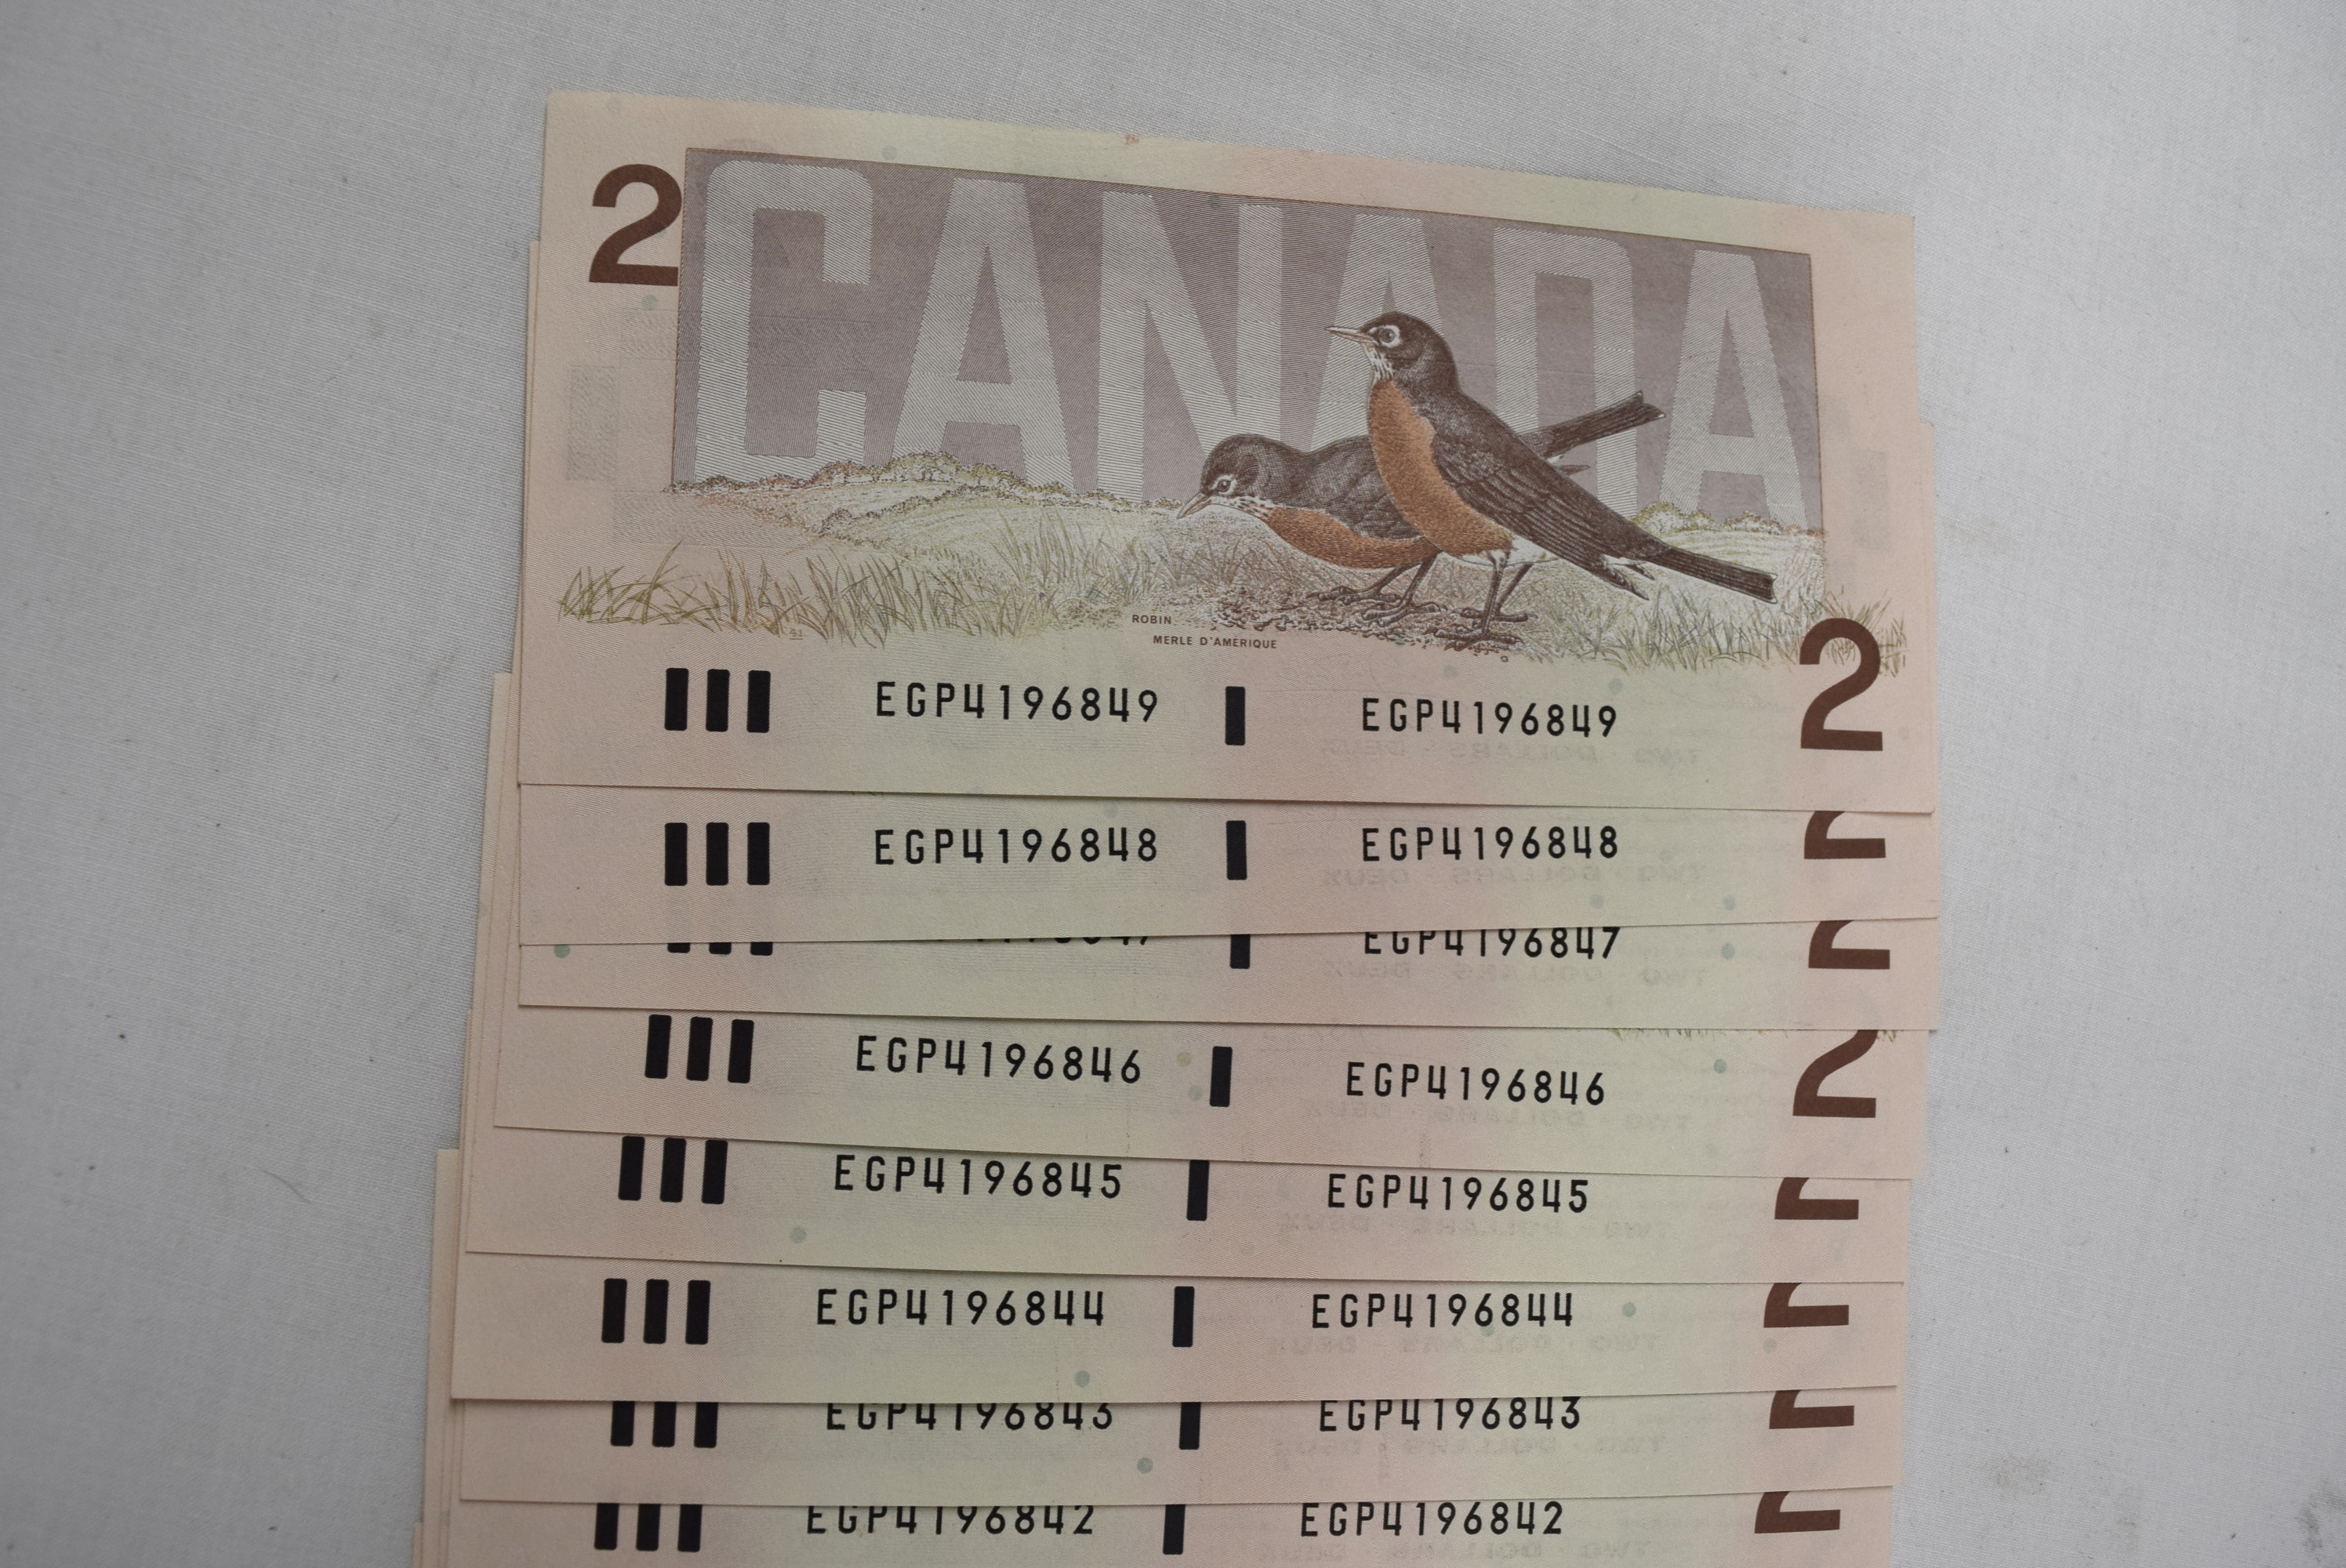 2 CANADA
ROBIN
MERLE D'AMÉRIQUE
2
EGP4196849 EGP4196849
EGP4196848 EGP4196848
EGP4196847
EGP4196846 EGP4196846
EGP4196845 EGP4196845
EGP4196844 EGP4196844
EGP4196843 EGP4196843
EGP4196842 EGP4196842